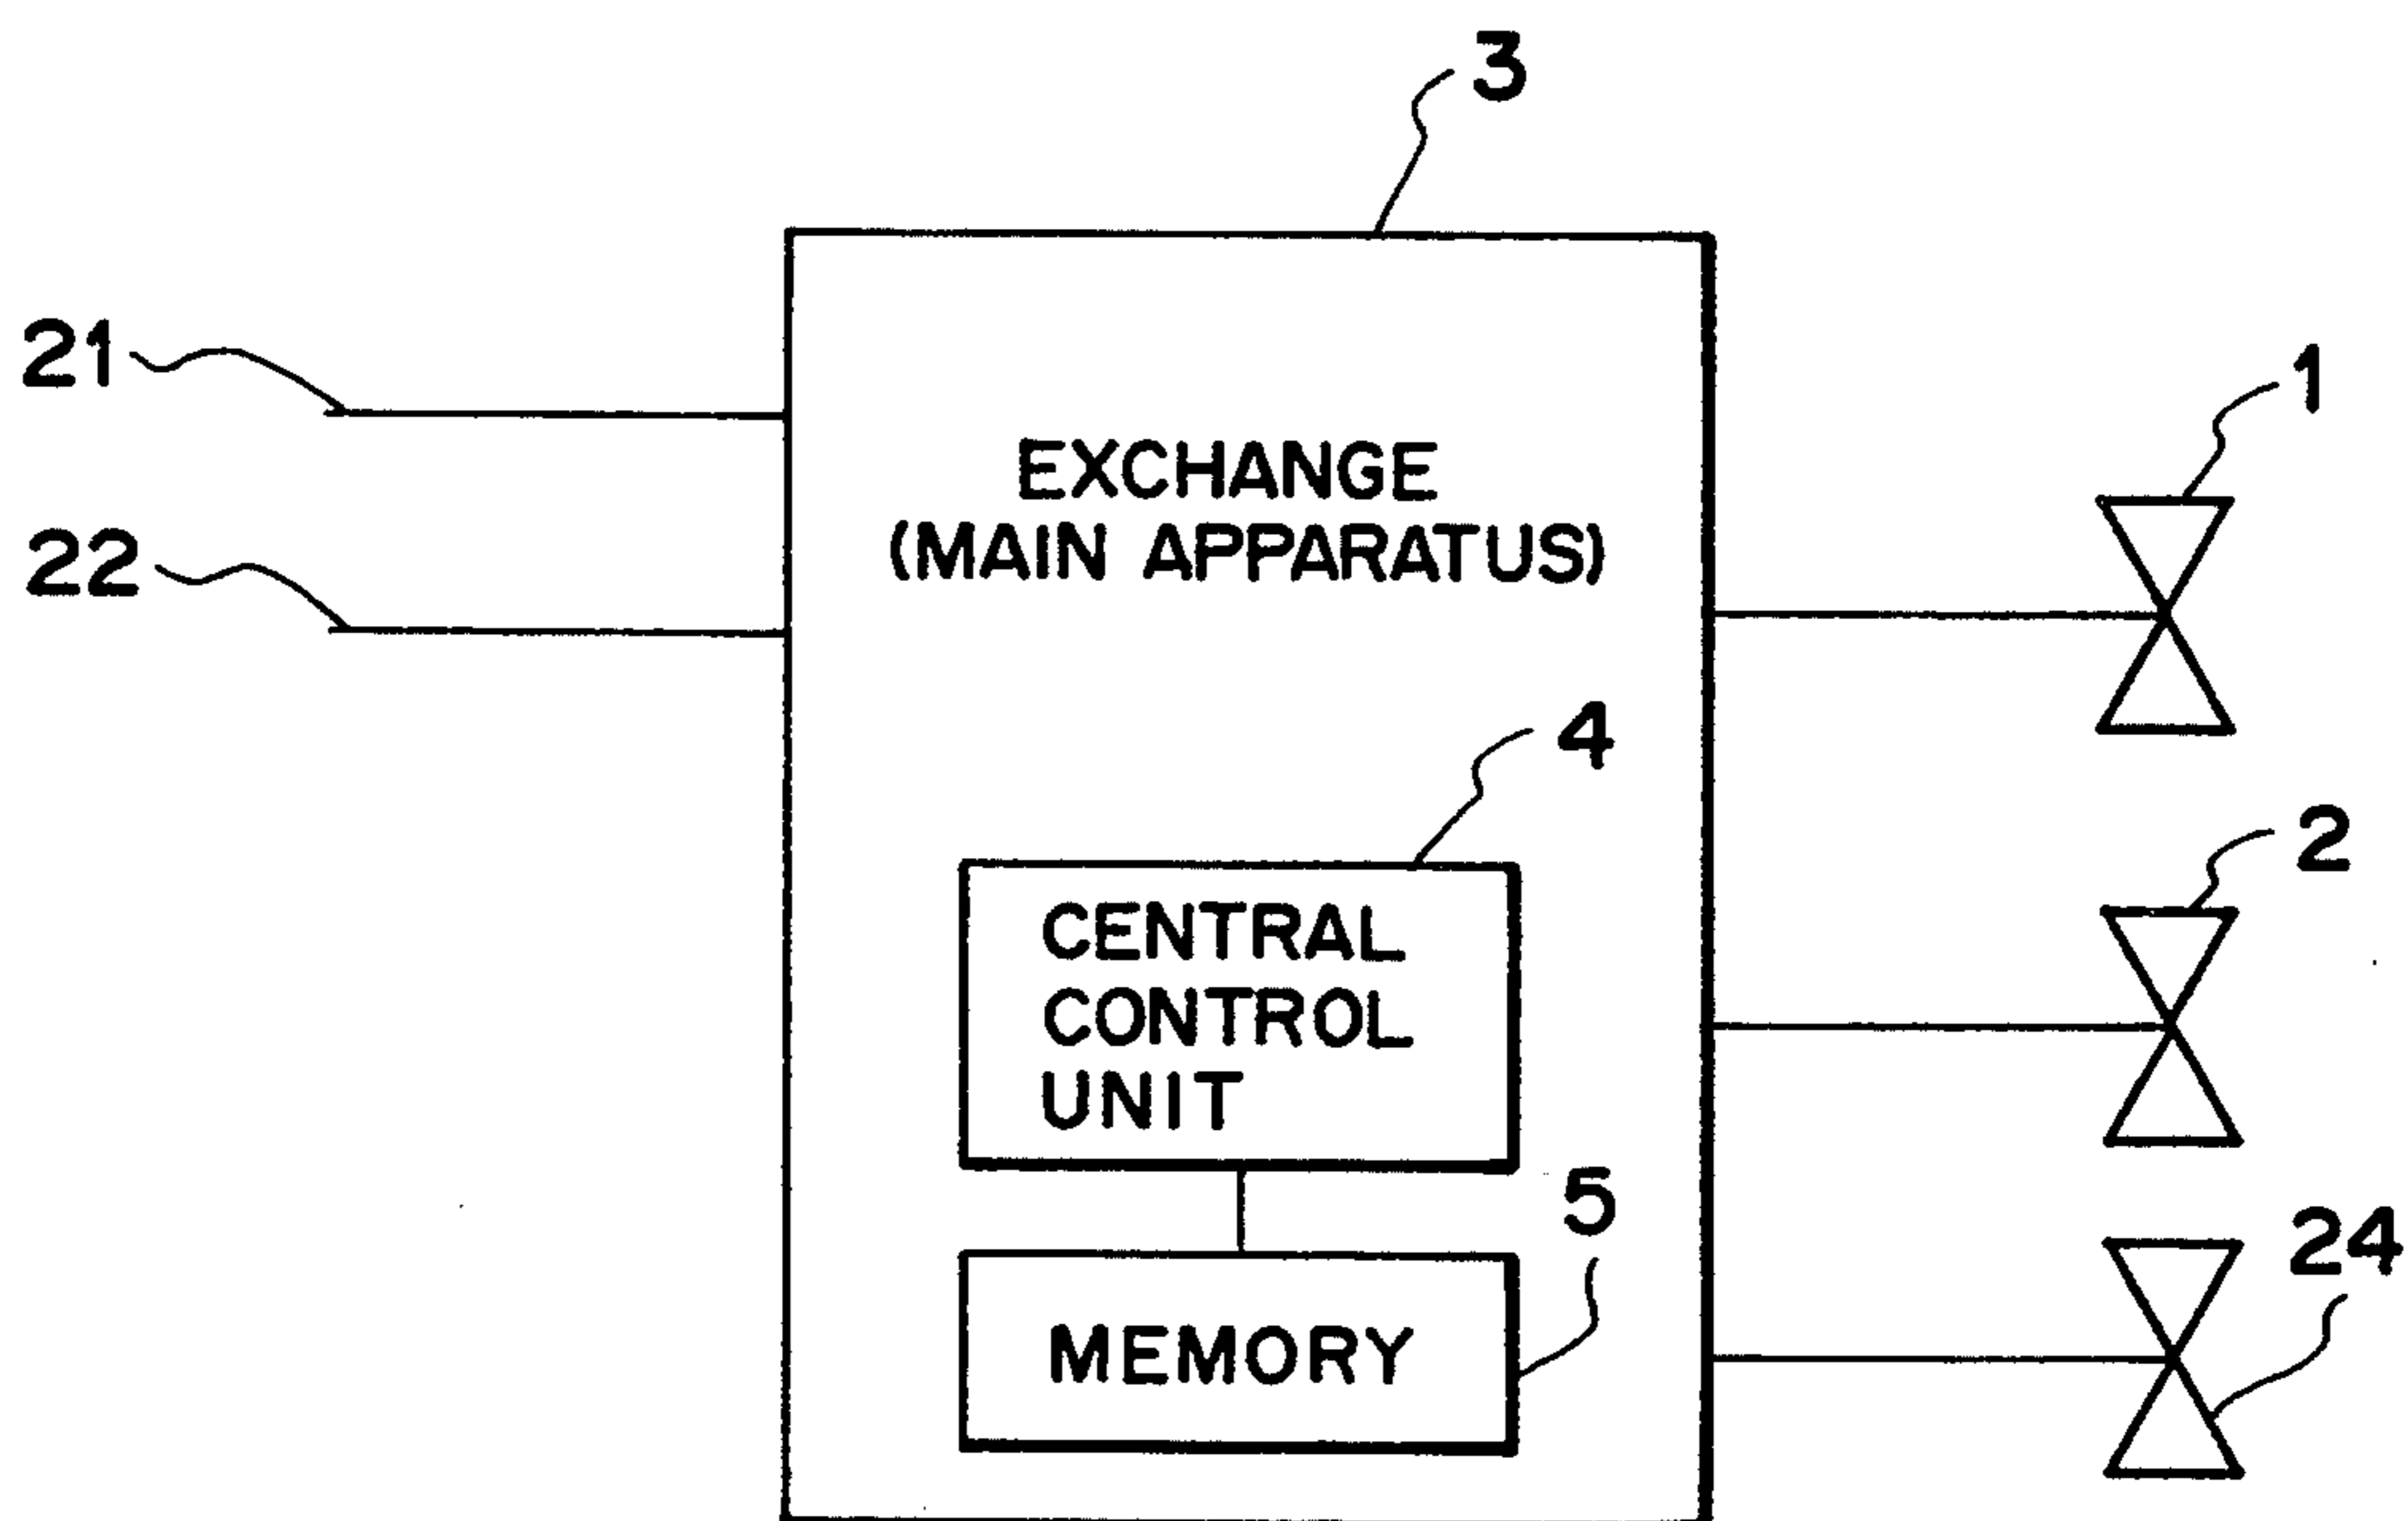 3
21
1
EXCHANGE
(MAIN APPARATUS)
22
4
2
CENTRAL
CONTROL
UNIT
5
24
MEMORY